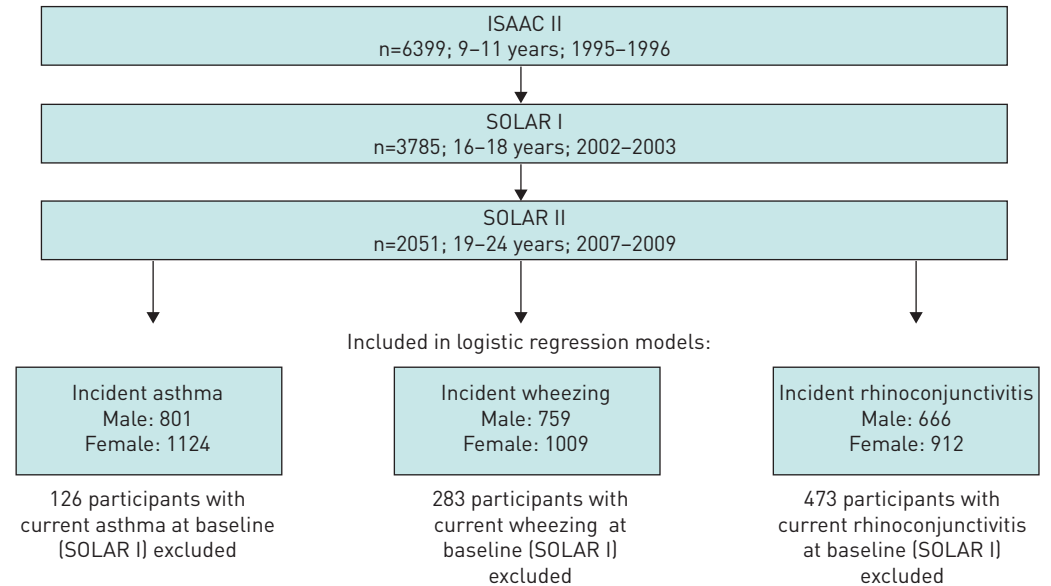 ISAAC II
n=6399; 9–11 years; 1995–1996
SOLAR I
n=3785; 16–18 years; 2002–2003
SOLAR II
n=2051; 19–24 years; 2007–2009
Included in logistic regression models:
Incident asthma
Male: 801
Female: 1124
126 participants with
current asthma at baseline
(SOLAR I) excluded
Incident wheezing
Male: 759
Female: 1009
283 participants with
current wheezing at
baseline (SOLAR I)
excluded
Incident rhinoconjunctivitis
Male: 666
Female: 912
473 participants with
current rhinoconjunctivitis
at baseline (SOLAR I)
excluded